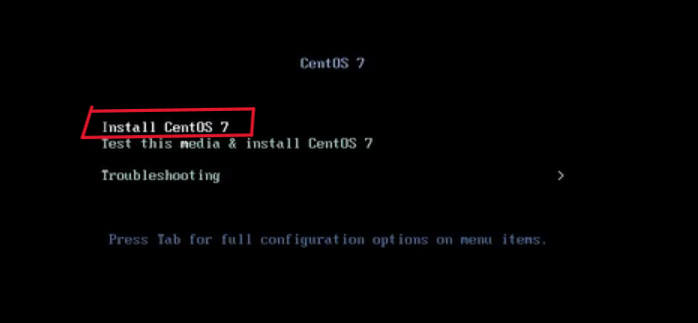 CentOS 7
Install CentOS 7
Test this media & install CentOS 7
Troubleshooting >
Press Tab for full configuration options on menu items.